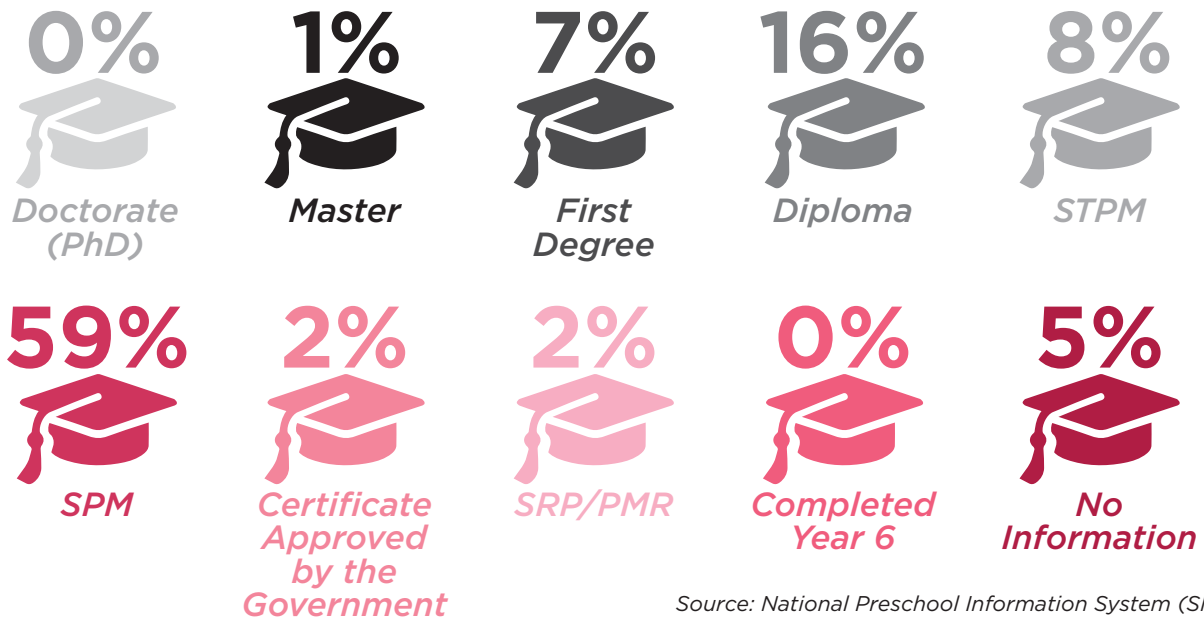 0%
Doctorate
(PhD)
1%
Master
7%
First
Degree
16%
Diploma
8%
STPM
59%
SPM
2%
Certificate
Approved
by the
Government
2%
SRP/PMR
0%
Completed
Year 6
5%
No
Information
Source: National Preschool Information System